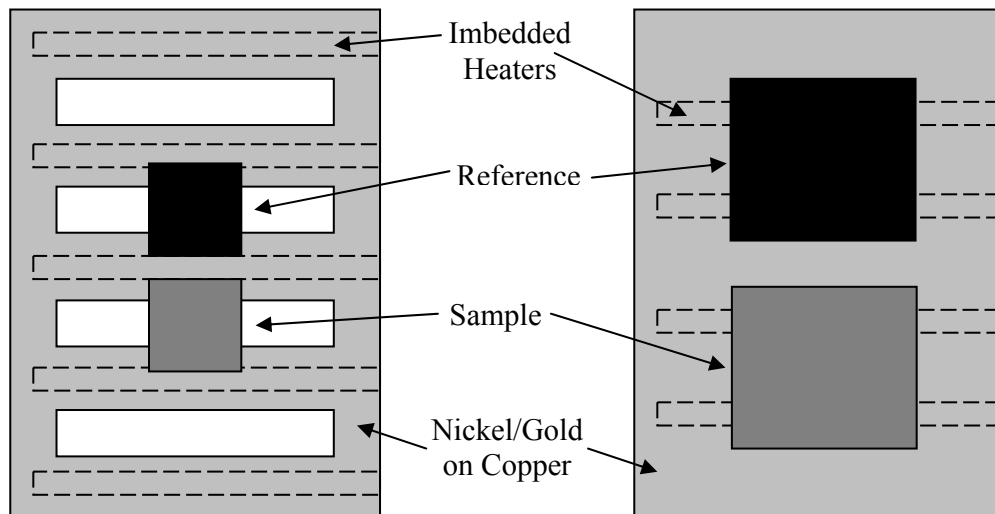 Imbedded
Heaters
Reference
Sample
Nickel/Gold
on Copper